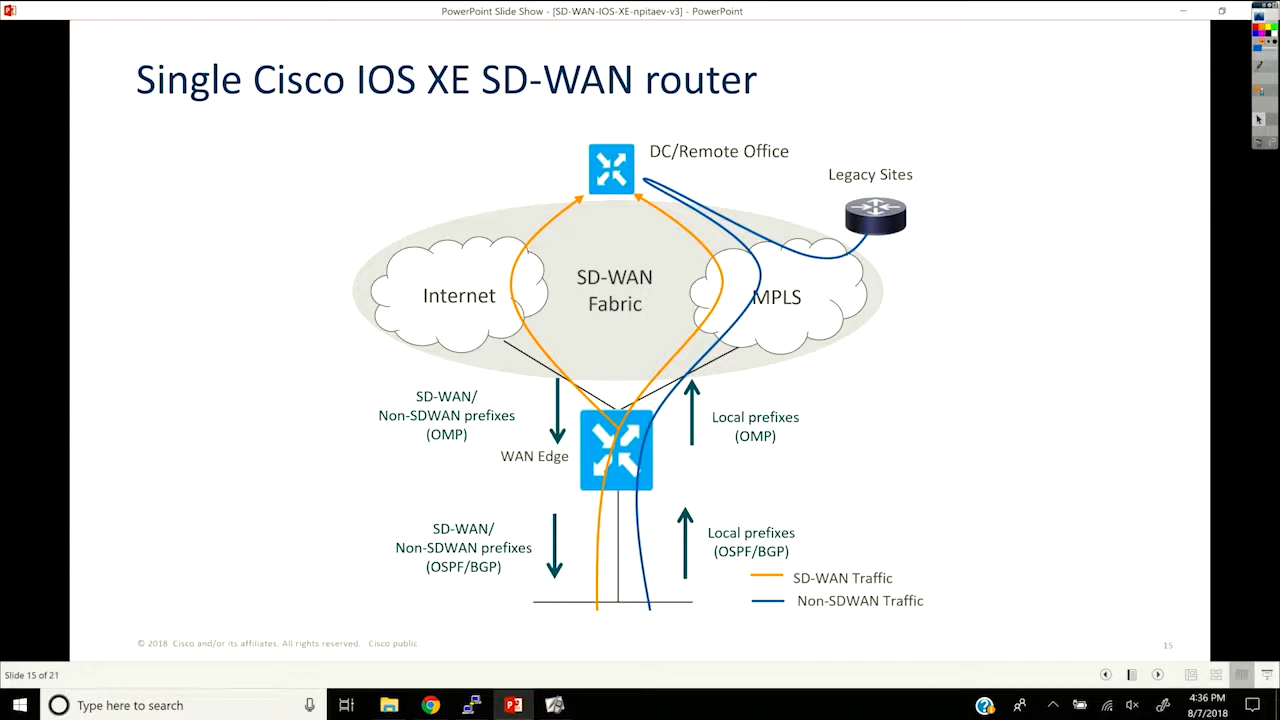 PowerPoint Slide Show - [SD-WAN-IOS-XE-npitaev-v3] - PowerPoint
Single Cisco IOS XE SD-WAN router
DC/Remote Office
Legacy Sites
Internet
SD-WAN
Fabric
MPLS
SD-WAN/
Non-SDWAN prefixes
(OMP)
Local prefixes
(OMP)
WAN Edge
SD-WAN/
Non-SDWAN prefixes
(OSPF/BGP)
Local prefixes
(OSPF/BGP)
SD-WAN Traffic
Non-SDWAN Traffic
© 2018 Cisco and/or its affiliates. All rights reserved. Cisco public
15
Slide 15 of 21
Type here to search
4:36 PM
8/7/2018